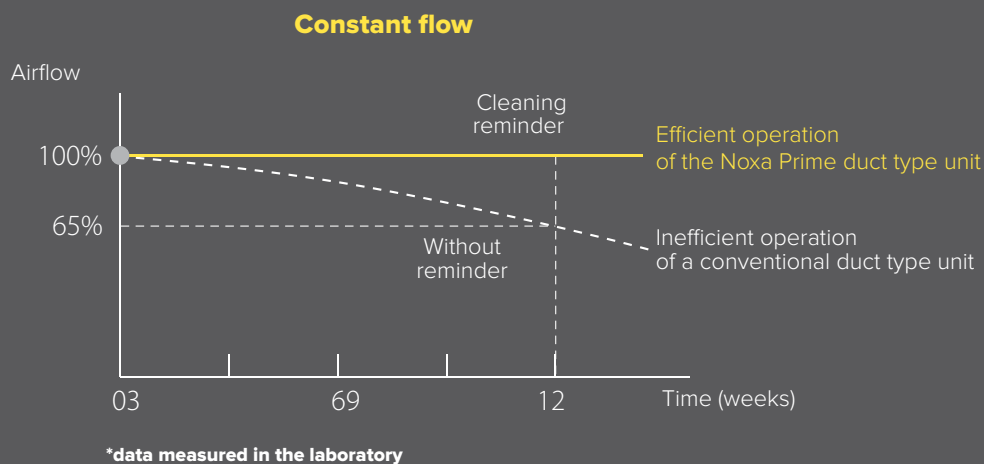 Constant flow
Airflow
Cleaning
reminder
Efficient operation
of the Noxa Prime duct type unit
100%
65%
Without
reminder
Inefficient operation
of a conventional duct type unit
03
69
12
Time (weeks)
*data measured in the laboratory